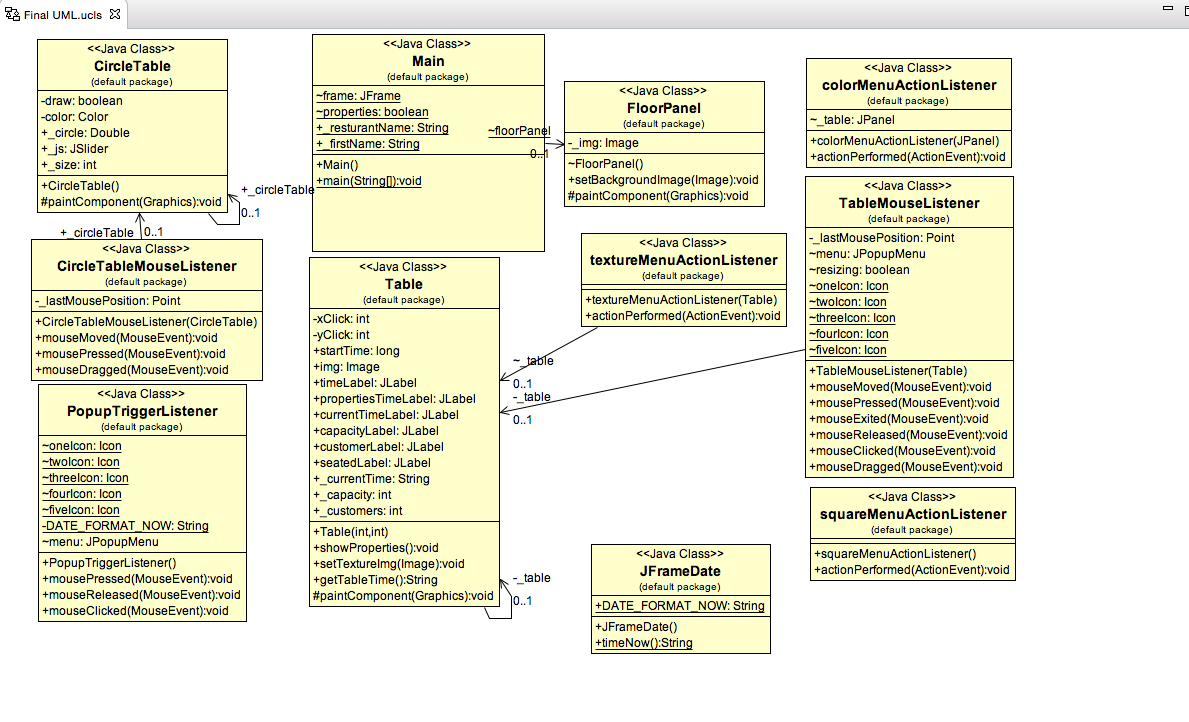 Final UML.ucls
<<Java Class>>
CircleTable
(default package)
-draw: boolean
-color: Color
+_circle: Double
+_js: JSlider
+_size: int
+CircleTable()
#paintComponent(Graphics):void
+_circleTable
0..1
+_circleTable
0..1
<<Java Class>>
CircleTableMouseListener
(default package)
-_lastMousePosition: Point
+CircleTableMouseListener(CircleTable)
+mouseMoved(MouseEvent):void
+mousePressed(MouseEvent):void
+mouseDragged(MouseEvent):void
<<Java Class>>
PopupTriggerListener
(default package)
~oneIcon: Icon
~twoIcon: Icon
~threeIcon: Icon
~fourIcon: Icon
~fiveIcon: Icon
-DATE_FORMAT_NOW: String
~menu: JPopupMenu
+PopupTriggerListener()
+mousePressed(MouseEvent):void
+mouseReleased(MouseEvent):void
+mouseClicked(MouseEvent):void
<<Java Class>>
Main
(default package)
~frame: JFrame
~properties: boolean
+_resturantName: String
+_firstName: String
+Main()
+main(String[]):void
~floorPanel
0..1
<<Java Class>>
FloorPanel
(default package)
-_img: Image
~FloorPanel()
+setBackgroundImage(Image):void
#paintComponent(Graphics):void
<<Java Class>>
Table
(default package)
-xClick: int
-yClick: int
+startTime: long
+img: Image
+timeLabel: JLabel
+propertiesTimeLabel: JLabel
+currentTimeLabel: JLabel
+capacityLabel: JLabel
+customerLabel: JLabel
+seatedLabel: JLabel
+_currentTime: String
+_capacity: int
+_customers: int
+Table(int,int)
+showProperties():void
+setTextureImg(Image):void
+getTableTime():String
#paintComponent(Graphics):void
~_table
0..1
-_table
0..1
-_table
0..1
<<Java Class>>
textureMenuActionListener
(default package)
+textureMenuActionListener(Table)
+actionPerformed(ActionEvent):void
<<Java Class>>
JFrameDate
(default package)
+DATE_FORMAT_NOW: String
+JFrameDate()
+timeNow():String
<<Java Class>>
colorMenuActionListener
(default package)
~_table: JPanel
+colorMenuActionListener(JPanel)
+actionPerformed(ActionEvent):void
<<Java Class>>
TableMouseListener
(default package)
-_lastMousePosition: Point
~menu: JPopupMenu
~resizing: boolean
~oneIcon: Icon
~twoIcon: Icon
~threeIcon: Icon
~fourIcon: Icon
~fiveIcon: Icon
+TableMouseListener(Table)
+mouseMoved(MouseEvent):void
+mousePressed(MouseEvent):void
+mouseExited(MouseEvent):void
+mouseReleased(MouseEvent):void
+mouseClicked(MouseEvent):void
+mouseDragged(MouseEvent):void
<<Java Class>>
squareMenuActionListener
(default package)
+squareMenuActionListener()
+actionPerformed(ActionEvent):void